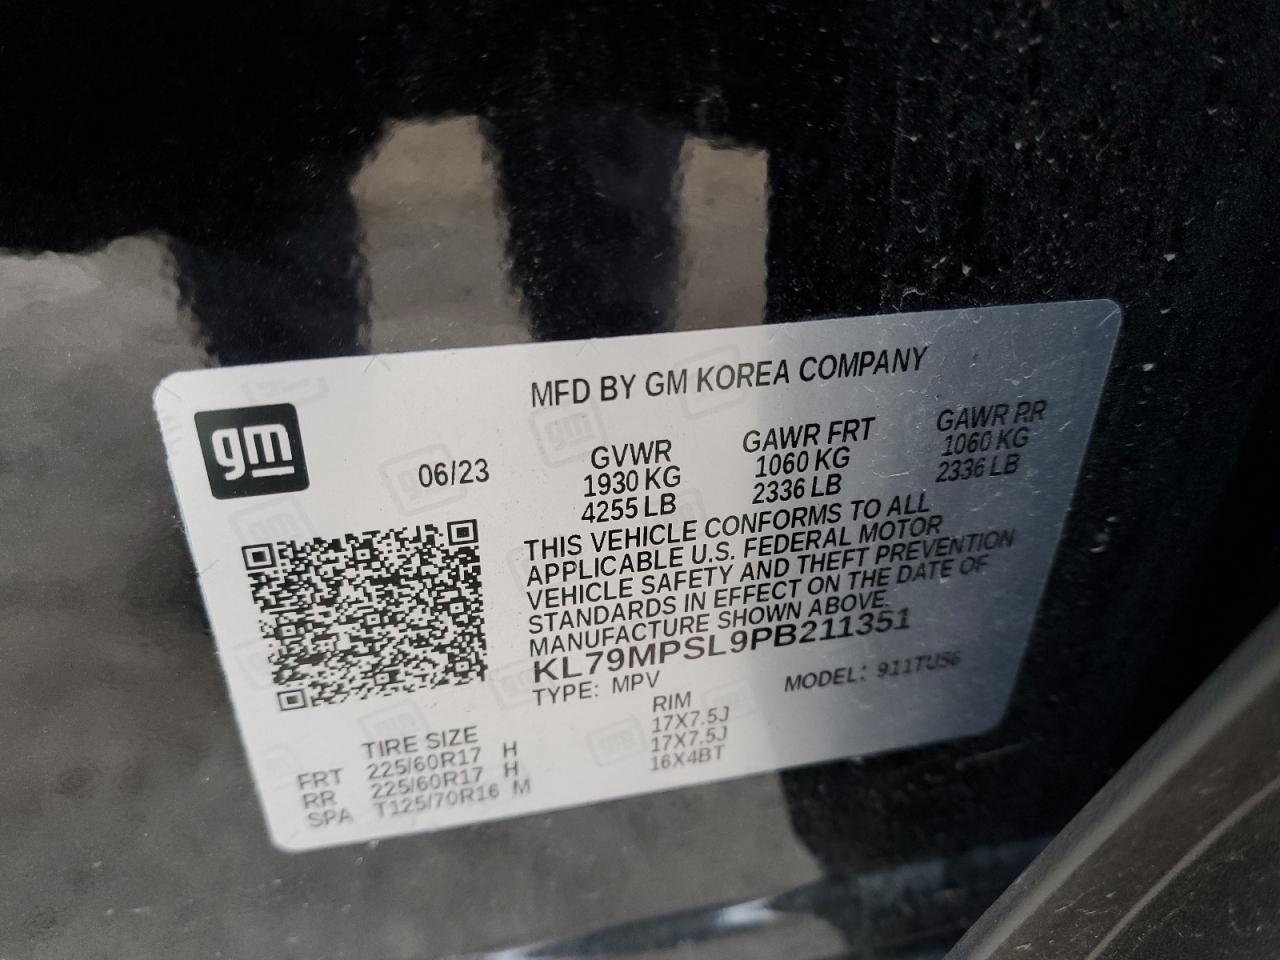 MFD BY GM KOREA COMPANY
gm
06/23
GVWR GAWR FRT GAWR RR
1930 KG 1060 KG 1060 KG
4255 LB 2336 LB 2336 LB
THIS VEHICLE CONFORMS TO ALL
APPLICABLE U.S. FEDERAL MOTOR
VEHICLE SAFETY AND THEFT PREVENTION
STANDARDS IN EFFECT ON THE DATE OF
MANUFACTURE SHOWN ABOVE.
KL79MPSL9PB211351
TYPE: MPV MODEL: 911TU56
TIRE SIZE RIM
FRT 225/60R17 H 17X7.5J
RR 225/60R17 H 17X7.5J
SPA T125/70R16 M 16X4BT